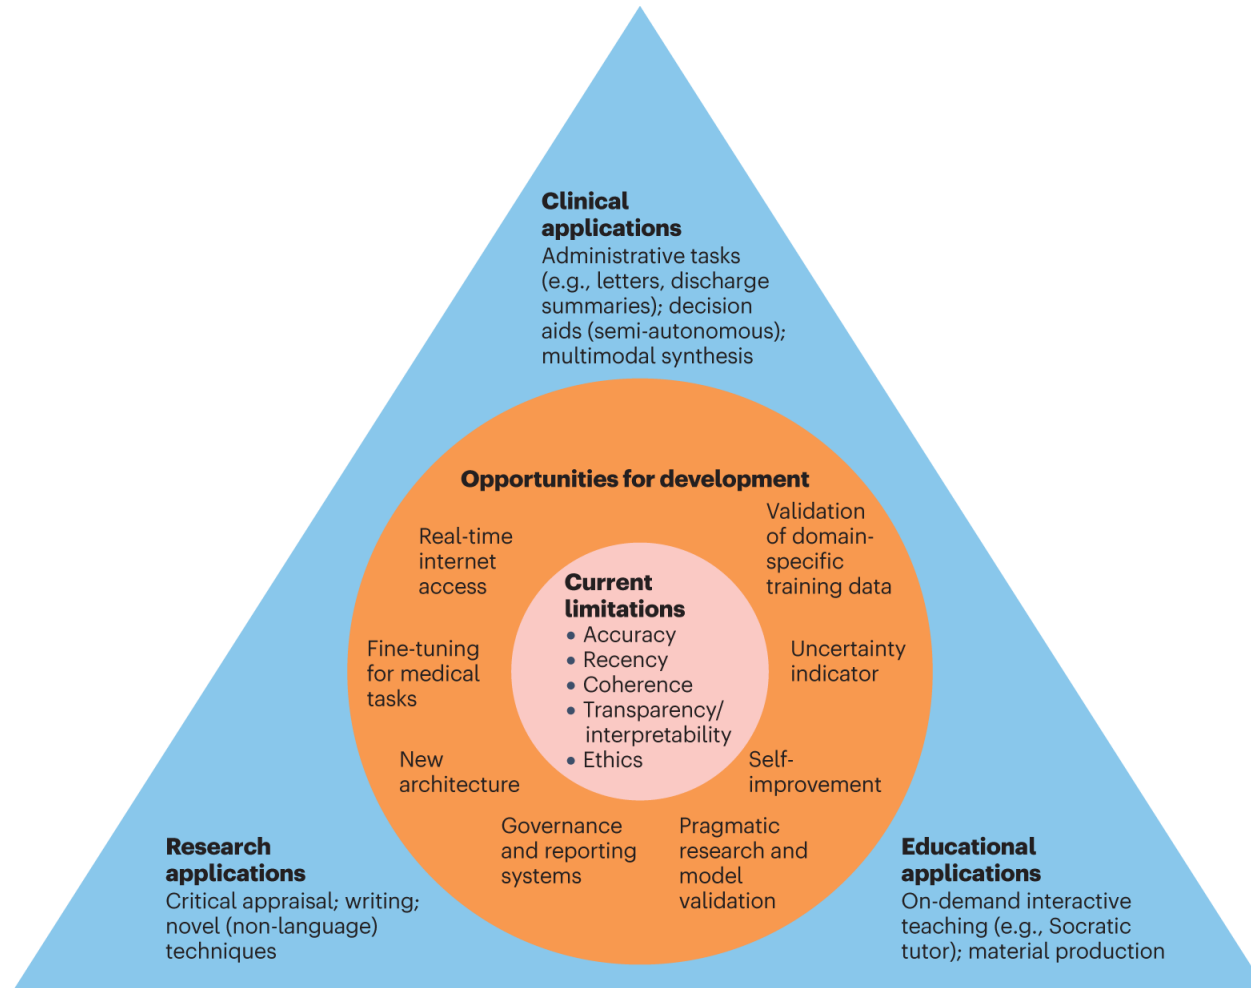 Clinical
applications
Administrative tasks
(e.g., letters, discharge
summaries); decision
aids (semi-autonomous);
multimodal synthesis
Opportunities for development
Real-time
internet
access
Fine-tuning
for medical
tasks
New
architecture
Governance
and reporting
systems
Pragmatic
research and
model
validation
Self-
improvement
Uncertainty
indicator
Validation
of domain-
specific
training data
Current
limitations
• Accuracy
• Recency
• Coherence
• Transparency/
interpretability
• Ethics
Research
applications
Critical appraisal; writing;
novel (non-language)
techniques
Educational
applications
On-demand interactive
teaching (e.g., Socratic
tutor); material production